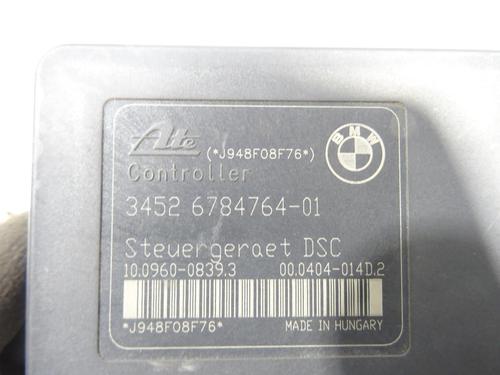 Ate (*J948F08F76*)
BMW
Controller
3452 6784764-01
Steuergeraet DSC
10.0960-0839.3 00.0404-014D.2
*J948F08F76* MADE IN HUNGARY